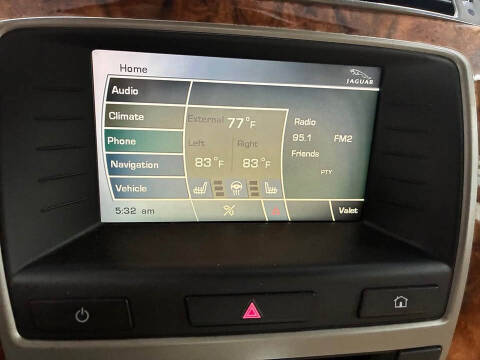 Home
JAGUAR
Audio
Climate
External 77°F
Radio
95.1 FM2
Phone
Left Right
Friends
Navigation
83°F 83°F
PTY
Vehicle
5:32 am
Valet